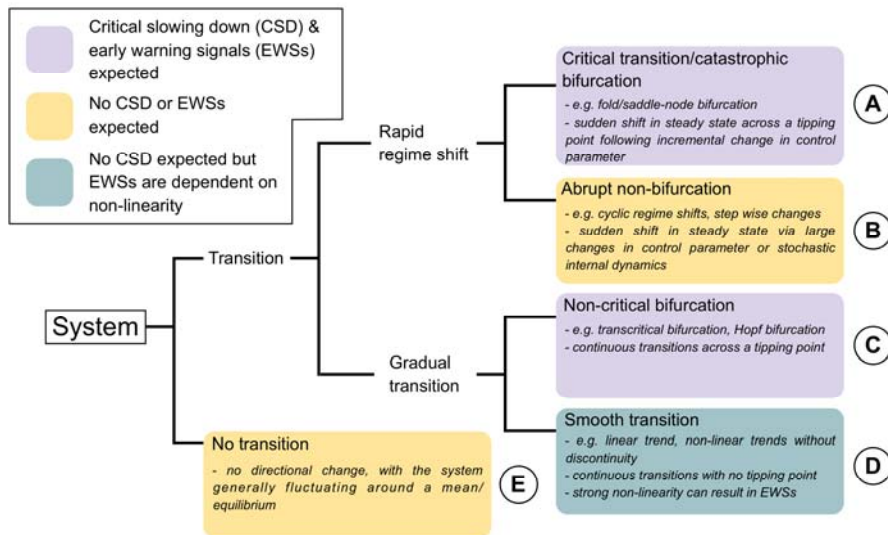 Critical slowing down (CSD) &
early warning signals (EWSs)
expected
No CSD or EWSs
expected
No CSD expected but
EWSs are dependent on
non-linearity
System
Transition
Rapid
regime shift
Gradual
transition
Critical transition/catastrophic
bifurcation
- e.g. fold/saddle-node bifurcation
- sudden shift in steady state across a tipping
point following incremental change in control
parameter
A
Abrupt non-bifurcation
- e.g. cyclic regime shifts, step wise changes
- sudden shift in steady state via large
changes in control parameter or stochastic
internal dynamics
B
Non-critical bifurcation
- e.g. transcritical bifurcation, Hopf bifurcation
- continuous transitions across a tipping point
C
Smooth transition
- e.g. linear trend, non-linear trends without
discontinuity
- continuous transitions with no tipping point
- strong non-linearity can result in EWSs
D
No transition
- no directional change, with the system
generally fluctuating around a mean/
equilibrium
E